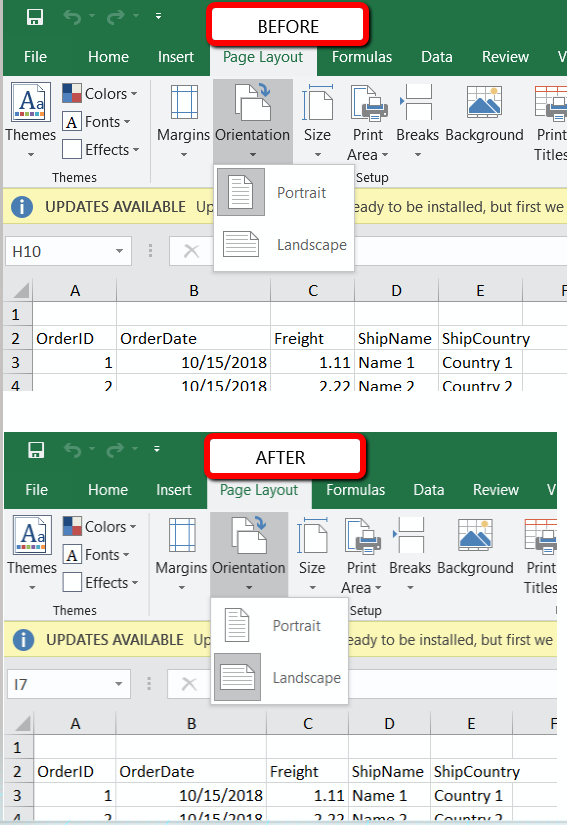 BEFORE
File Home Insert Page Layout Formulas Data Review V
Aa Themes
Colors
Fonts
Effects
Margins Orientation Size Print Area Breaks Background Print Titles
Themes Setup
Portrait
Landscape
UPDATES AVAILABLE Up eady to be installed, but first we
H10
A B C D E F
1
2 OrderID OrderDate Freight ShipName ShipCountry
3 1 10/15/2018 1.11 Name 1 Country 1
4 2 10/15/2018 2.22 Name 2 Country 2
AFTER
File Home Insert Page Layout Formulas Data Review V
Aa Themes
Colors
A Fonts
Effects
Margins Orientation Size Print Area Breaks Background Print Titles
Themes Setup
Portrait
Landscape
UPDATES AVAILABLE Up eady to be installed, but first we
I7
A B C D E F
1
2 OrderID OrderDate Freight ShipName ShipCountry
3 1 10/15/2018 1.11 Name 1 Country 1
4 2 10/15/2018 2.22 Name 2 Country 2